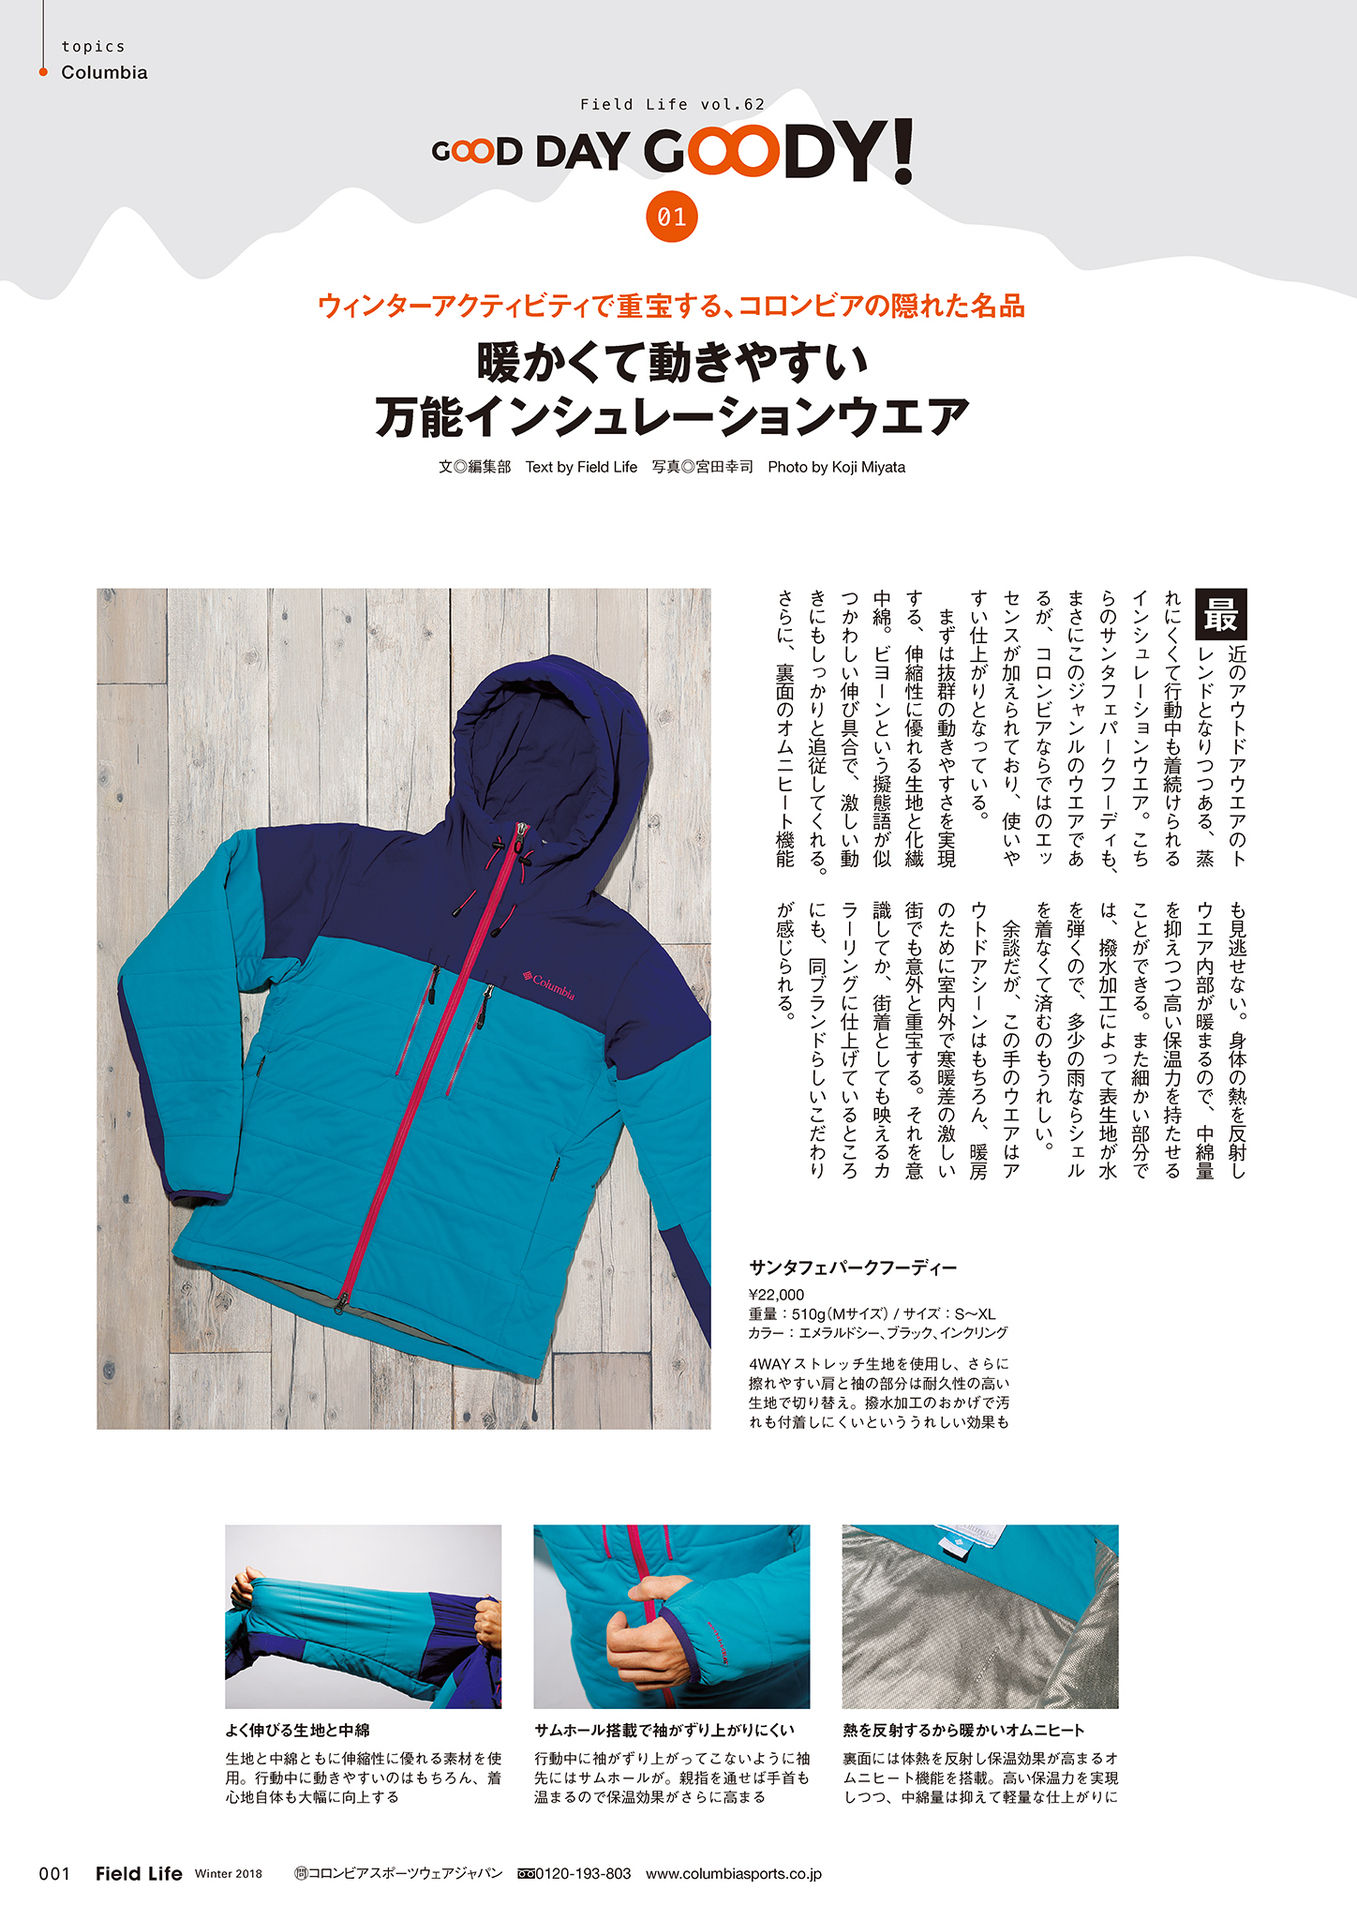 topics
Columbia
Field Life vol.62
GOOD DAY GOODY!
01
ウィンターアクティビティで重宝する、コロンビアの隠れた名品
暖かくて動きやすい
万能インシュレーションウエア
文◎編集部 Text by Field Life 写真◎宮田幸司 Photo by Koji Miyata
最近のアウトドアウエアのト
レンドとなりつつある、蒸
れにくくて行動中も着続けられる
インシュレーションウエア。こち
らのサンタフェパークフーディも、
まさにこのジャンルのウエアであ
るが、コロンビアならではのエッ
センスが加えられており、使いや
すい仕上がりとなっている。
まずは抜群の動きやすさを実現
する、伸縮性に優れる生地と化繊
中綿。ビヨーンという擬態語が似
つかわしい伸び具合で、激しい動
きにもしっかりと追従してくれる。
さらに、裏面のオムニヒート機能
も見逃せない。身体の熱を反射し
ウエア内部が暖まるので、中綿量
を抑えつつ高い保温力を持たせる
ことができる。また細かい部分で
は、撥水加工によって表生地が水
を弾くので、多少の雨ならシェル
を着なくて済むのもうれしい。
余談だが、この手のウエアはア
ウトドアシーンはもちろん、暖房
のために室内外で寒暖差の激しい
街でも意外と重宝する。それを意
識してか、街着としても映えるカ
ラーリングに仕上げているところ
にも、同ブランドらしいこだわり
が感じられる。
Columbia
サンタフェパークフーディー
¥22,000
重量：510g（Mサイズ） / サイズ：S〜XL
カラー：エメラルドシー、ブラック、インクリング
4WAYストレッチ生地を使用し、さらに
擦れやすい肩と袖の部分は耐久性の高い
生地で切り替え。撥水加工のおかげで汚
れも付着しにくいといううれしい効果も
よく伸びる生地と中綿
生地と中綿ともに伸縮性に優れる素材を使
用。行動中に動きやすいのはもちろん、着
心地自体も大幅に向上する
サムホール搭載で袖がずり上がりにくい
行動中に袖がずり上がってこないように袖
先にはサムホールが。親指を通せば手首も
温まるので保温効果がさらに高まる
Columbia
熱を反射するから暖かいオムニヒート
裏面には体熱を反射し保温効果が高まるオ
ムニヒート機能を搭載。高い保温力を実現
しつつ、中綿量は抑えて軽量な仕上がりに
001 Field Life Winter 2018 ㉄コロンビアスポーツウェアジャパン 0120-193-803 www.columbiasports.co.jp